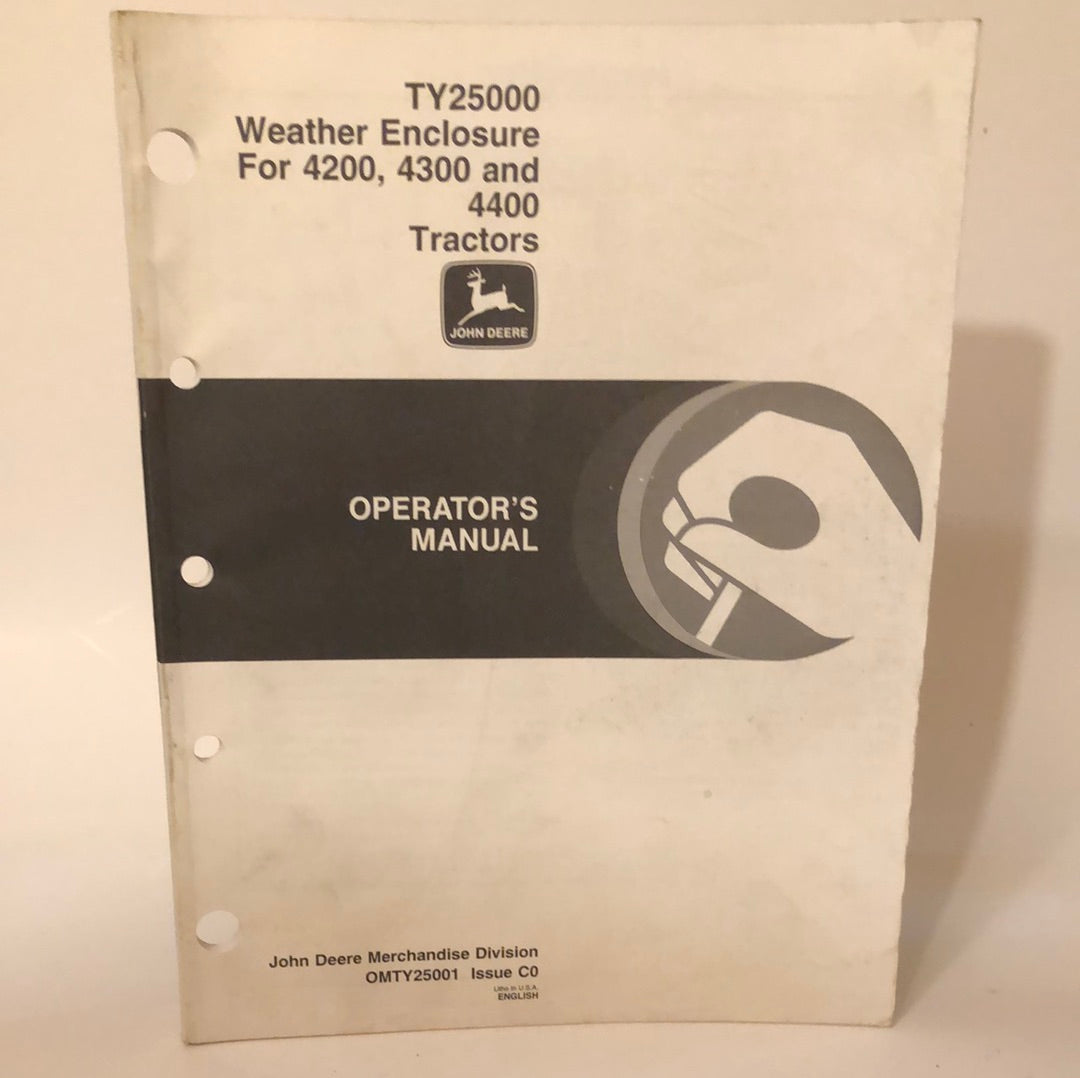 TY25000
Weather Enclosure
For 4200, 4300 and
4400
Tractors
JOHN DEERE
OPERATOR'S
MANUAL
John Deere Merchandise Division
OMTY25001 Issue C0
Litho in U.S.A.
ENGLISH